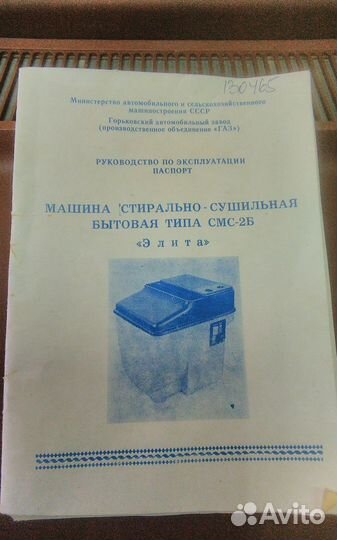 130465
Министерство автомобильного и сельскохозяйственного
машиностроения СССР
Горьковский автомобильный завод
(производственное объединение «ГАЗ»)
РУКОВОДСТВО ПО ЭКСПЛУАТАЦИИ
ПАСПОРТ
МАШИНА СТИРАЛЬНО-СУШИЛЬНАЯ
БЫТОВАЯ ТИПА СМС-2Б
«Элита»
Avito